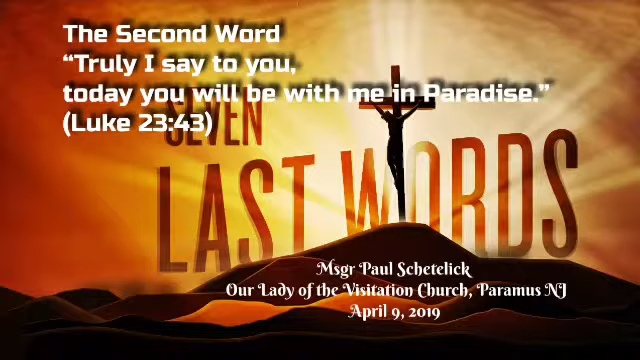 The Second Word
“Truly I say to you,
today you will be with me in Paradise.”
(Luke 23:43)
SEVEN
LAST WORDS
Msgr Paul Schetelick
Our Lady of the Visitation Church, Paramus NJ
April 9, 2019